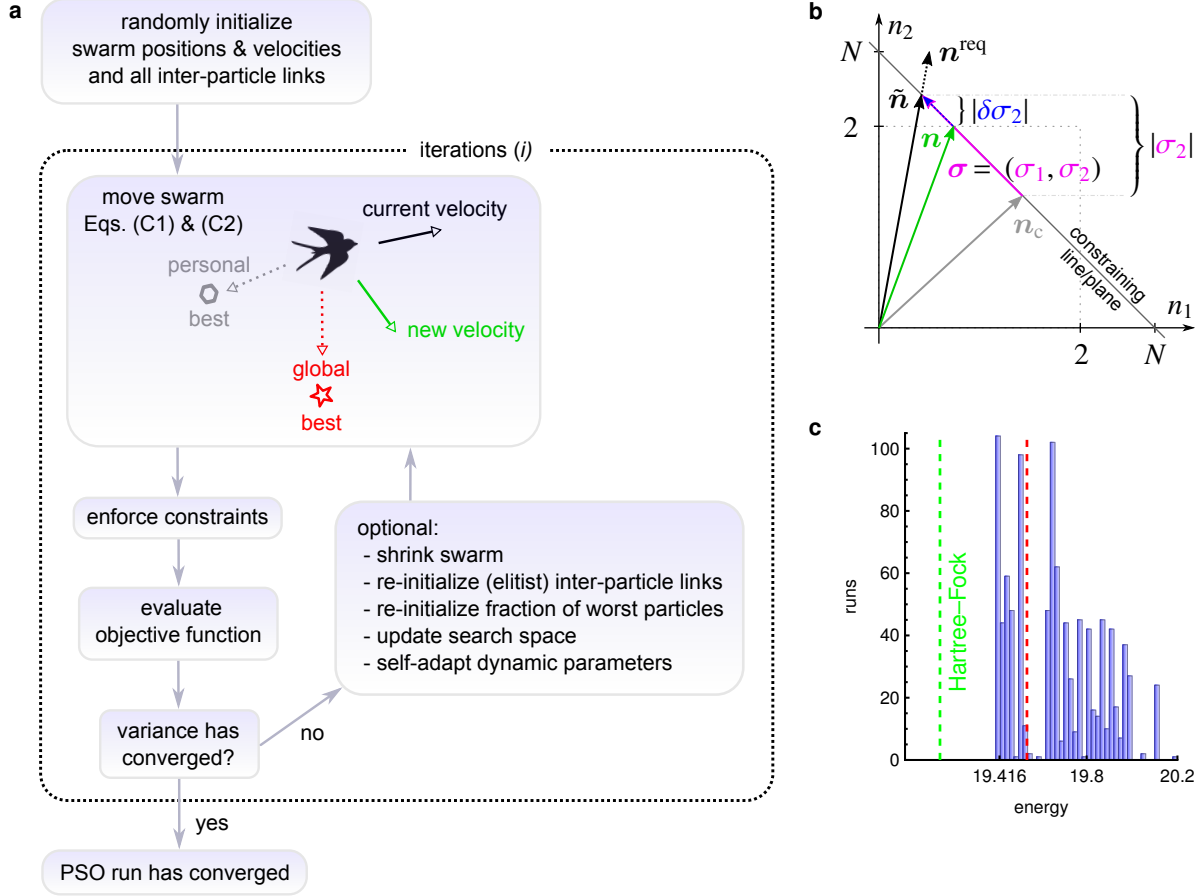 a
randomly initialize
swarm positions & velocities
and all inter-particle links
iterations (i)
move swarm
Eqs. (C1) & (C2)
current velocity
personal
best
new velocity
global
best
enforce constraints
evaluate
objective function
variance has
converged?
no
optional:
- shrink swarm
- re-initialize (elitist) inter-particle links
- re-initialize fraction of worst particles
- update search space
- self-adapt dynamic parameters
yes
PSO run has converged
b
n₂
N
n^req
ñ
} |δσ₂|
2
n
σ = (σ₁, σ₂)
} |σ₂|
n_c
constraining
line/plane
n₁
2
N
c
100
80
60
40
20
0
runs
Hartree–Fock
19.416
19.8
20.2
energy